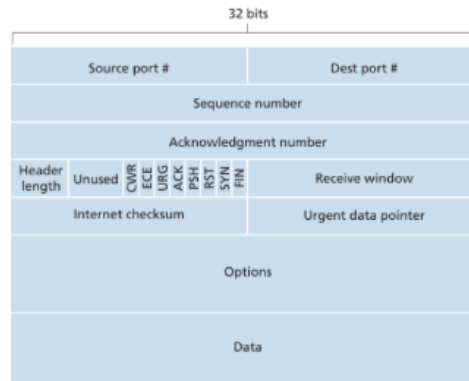 32 bits
Source port # Dest port #
Sequence number
Acknowledgment number
Header length Unused CWR ECE URG ACK PSH RST SYN FIN Receive window
Internet checksum Urgent data pointer
Options
Data